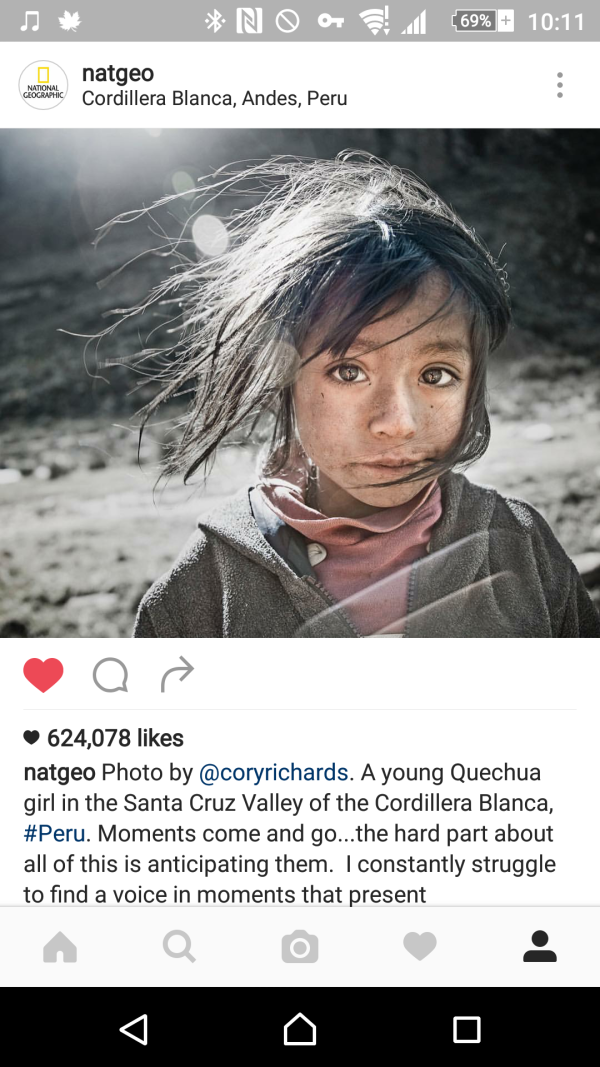 69% 10:11
natgeo
NATIONAL
GEOGRAPHIC
Cordillera Blanca, Andes, Peru
624,078 likes
natgeo Photo by @coryrichards. A young Quechua
girl in the Santa Cruz Valley of the Cordillera Blanca,
#Peru. Moments come and go...the hard part about
all of this is anticipating them.  I constantly struggle
to find a voice in moments that present